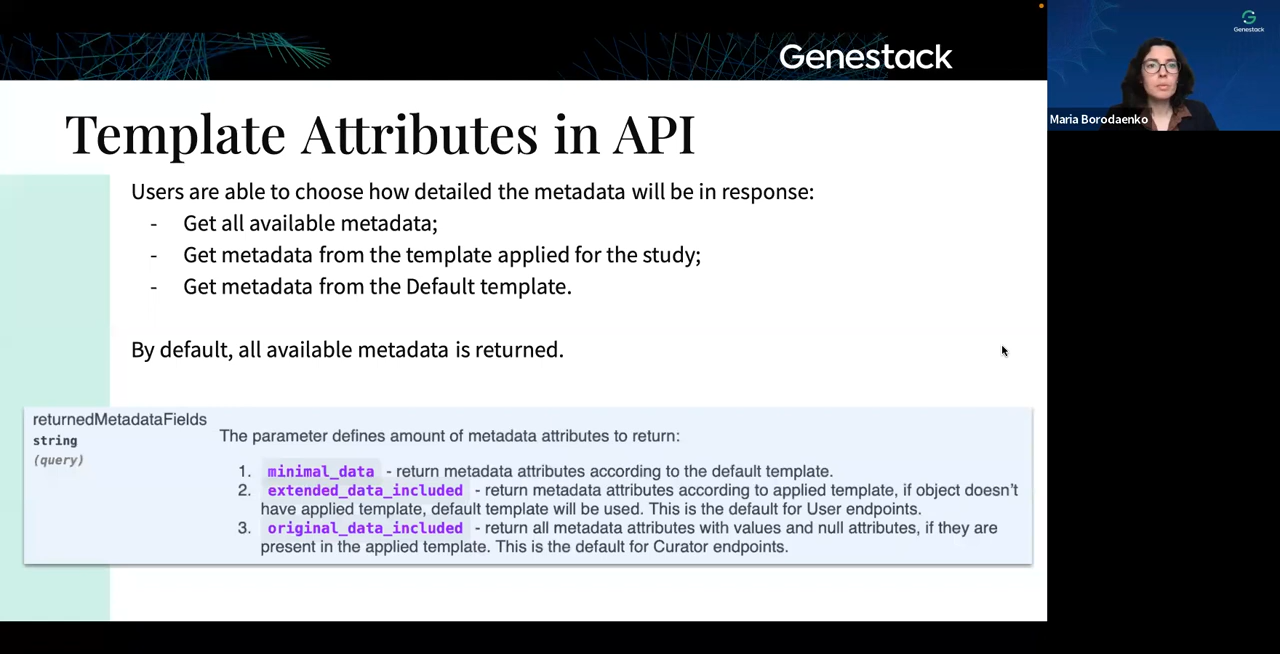 Genestack
Genestack
Maria Borodaenko
Template Attributes in API
Users are able to choose how detailed the metadata will be in response:
- Get all available metadata;
- Get metadata from the template applied for the study;
- Get metadata from the Default template.
By default, all available metadata is returned.
returnedMetadataFields
string
(query)
The parameter defines amount of metadata attributes to return:
1. minimal_data - return metadata attributes according to the default template.
2. extended_data_included - return metadata attributes according to applied template, if object doesn't
have applied template, default template will be used. This is the default for User endpoints.
3. original_data_included - return all metadata attributes with values and null attributes, if they are
present in the applied template. This is the default for Curator endpoints.